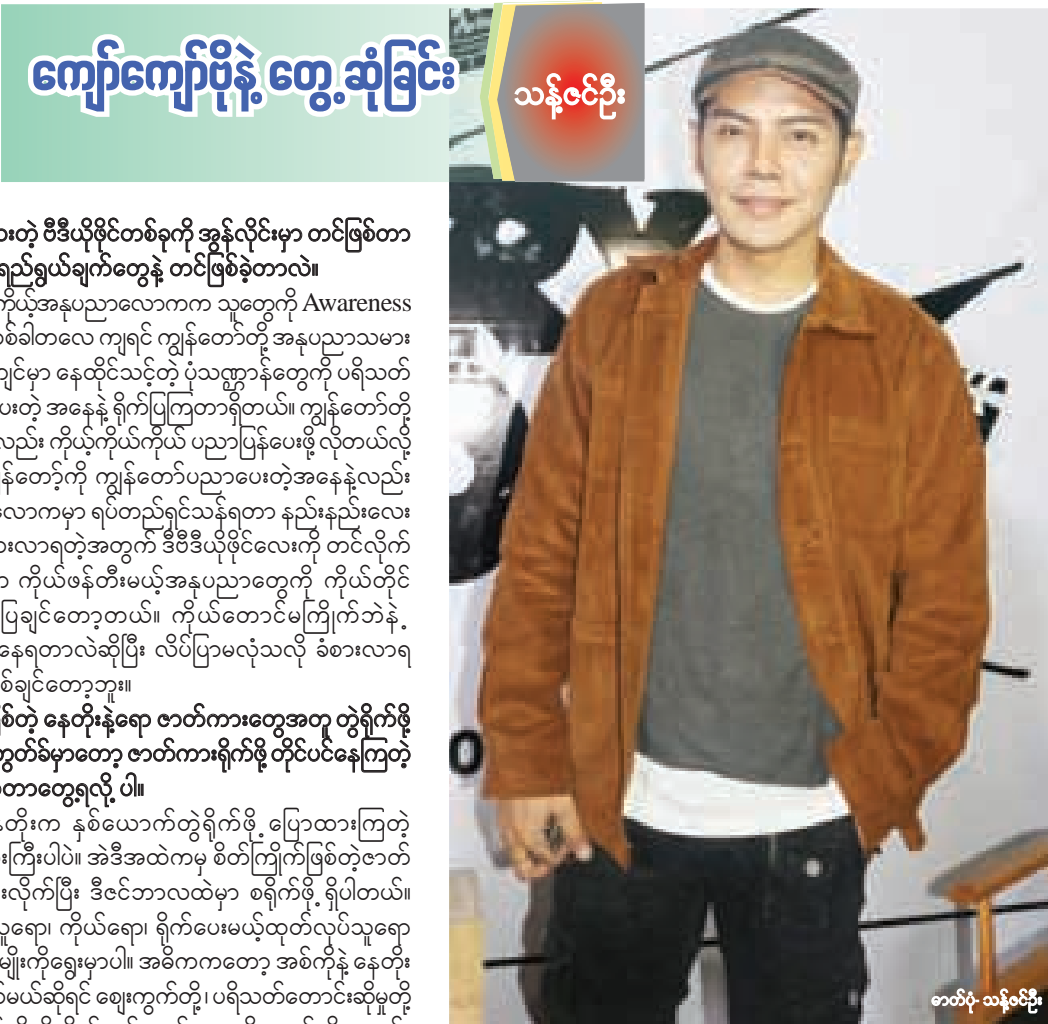 ကျော်ကျော်ဗိုနဲ့ တွေ့ဆုံခြင်း
သန့်ဇင်ဦး
းတဲ့ ဗီဒီယိုဖိုင်တစ်ခုကို အွန်လိုင်းမှာ တင်ဖြစ်တာ
ရည်ရွယ်ချက်တွေနဲ့ တင်ဖြစ်ခဲ့တာလဲ။
ကိုယ့်အနုပညာလောကက သူတွေကို Awareness
စ်ခါတလေ ကျရင် ကျွန်တော်တို့ အနုပညာသမား
ကျင်မှာ နေထိုင်သင့်တဲ့ ပုံသဏ္ဌာန်တွေကို ပရိသတ်
ပေးတဲ့ အနေနဲ့ ရိုက်ပြကြတာရှိတယ်။ ကျွန်တော်တို့
လည်း ကိုယ့်ကိုယ်ကိုယ် ပညာပြန်ပေးဖို့ လိုတယ်လို့
န်တော့်ကို ကျွန်တော်ပညာပေးတဲ့အနေနဲ့လည်း
လောကမှာ ရပ်တည်ရှင်သန်ရတာ နည်းနည်းလေး
ားလာရတဲ့အတွက် ဒီဗီဒီယိုဖိုင်လေးကို တင်လိုက်
ာ ကိုယ်ဖန်တီးမယ့်အနုပညာတွေကို ကိုယ်တိုင်
ပြချင်တော့တယ်။ ကိုယ်တောင်မကြိုက်ဘဲနဲ့
နေရတာလဲဆိုပြီး လိပ်ပြာမလုံသလို ခံစားလာရ
စ်ချင်တော့ဘူး။
စ်တဲ့ နေတိုးနဲ့ရော ဇာတ်ကားတွေအတူ တွဲရိုက်ဖို့
ကွတ်ခ်မှာတော့ ဇာတ်ကားရိုက်ဖို့ တိုင်ပင်နေကြတဲ့
တာတွေ့ရလို့ ပါ။
နေတိုးက နှစ်ယောက်တွဲရိုက်ဖို့ ပြောထားကြတဲ့
းကြီးပါပဲ။ အဲဒီအထဲကမှ စိတ်ကြိုက်ဖြစ်တဲ့ဇာတ်
းလိုက်ပြီး ဒီဇင်ဘာလထဲမှာ စရိုက်ဖို့ ရှိပါတယ်။
သူရော၊ ကိုယ်ရော၊ ရိုက်ပေးမယ့်ထုတ်လုပ်သူရော
မျိုးကိုရွေးမှာပါ။ အဓိကကတော့ အစ်ကိုနဲ့ နေတိုး
်မယ်ဆိုရင် ဈေးကွက်တို့၊ ပရိသတ်တောင်းဆိုမှုတို့
ဓာတ်ပုံ- သန့်ဇင်ဦး